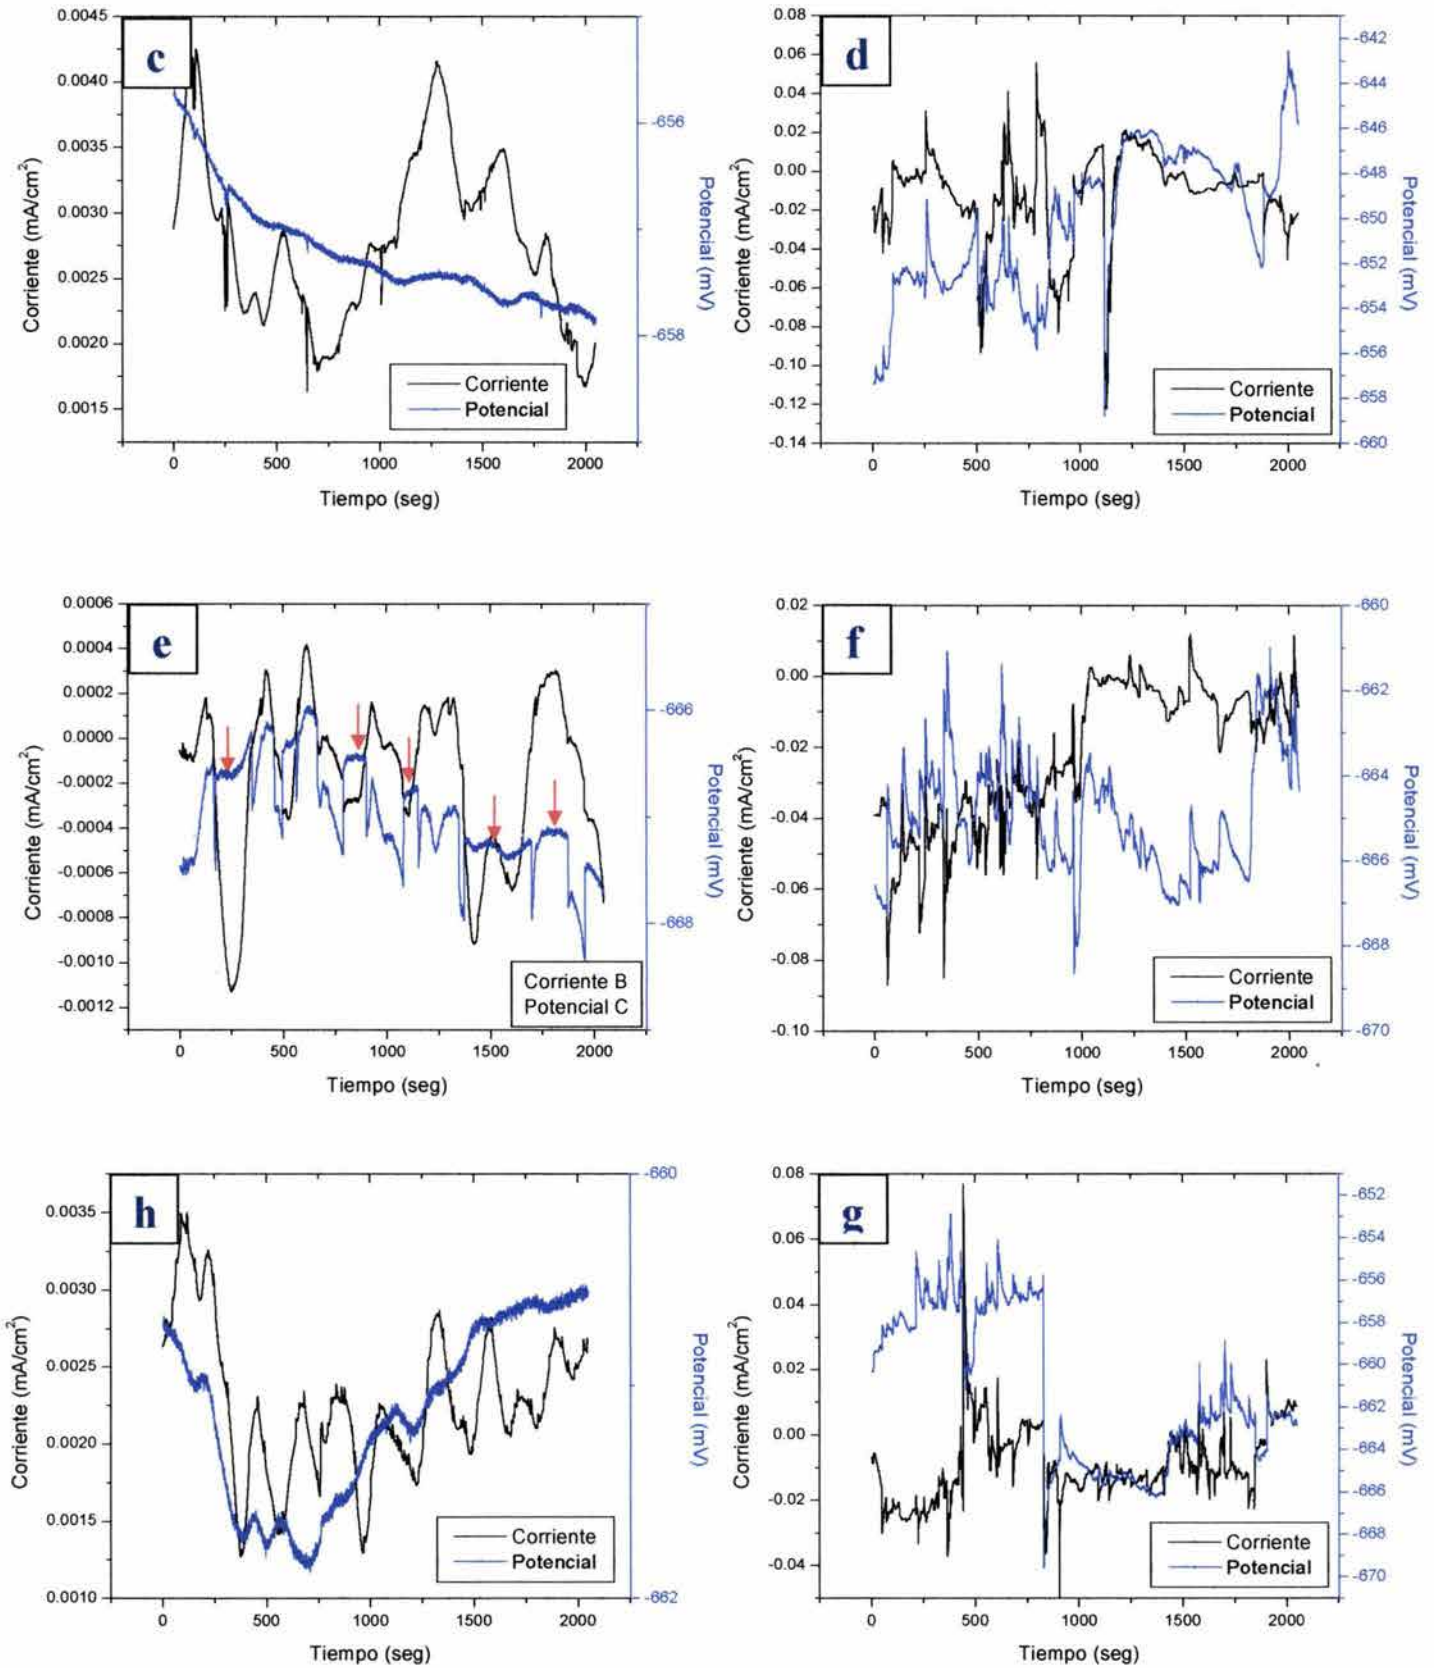 c
0.0045
0.0040
0.0035
0.0030
0.0025
0.0020
0.0015
Corriente (mA/cm²)
-656
-658
Potencial (mV)
Corriente
Potencial
0 500 1000 1500 2000
Tiempo (seg)
d
0.08
0.06
0.04
0.02
0.00
-0.02
-0.04
-0.06
-0.08
-0.10
-0.12
-0.14
Corriente (mA/cm²)
-642
-644
-646
-648
-650
-652
-654
-656
-658
-660
Potencial (mV)
Corriente
Potencial
0 500 1000 1500 2000
Tiempo (seg)
e
0.0006
0.0004
0.0002
0.0000
-0.0002
-0.0004
-0.0006
-0.0008
-0.0010
-0.0012
Corriente (mA/cm²)
-666
-668
Potencial (mV)
Corriente B
Potencial C
0 500 1000 1500 2000
Tiempo (seg)
f
0.02
0.00
-0.02
-0.04
-0.06
-0.08
-0.10
Corriente (mA/cm²)
-660
-662
-664
-666
-668
-670
Potencial (mV)
Corriente
Potencial
0 500 1000 1500 2000
Tiempo (seg)
h
0.0035
0.0030
0.0025
0.0020
0.0015
0.0010
Corriente (mA/cm²)
-660
-662
Potencial (mV)
Corriente
Potencial
0 500 1000 1500 2000
Tiempo (seg)
g
0.08
0.06
0.04
0.02
0.00
-0.02
-0.04
Corriente (mA/cm²)
-652
-654
-656
-658
-660
-662
-664
-666
-668
-670
Potencial (mV)
Corriente
Potencial
0 500 1000 1500 2000
Tiempo (seg)